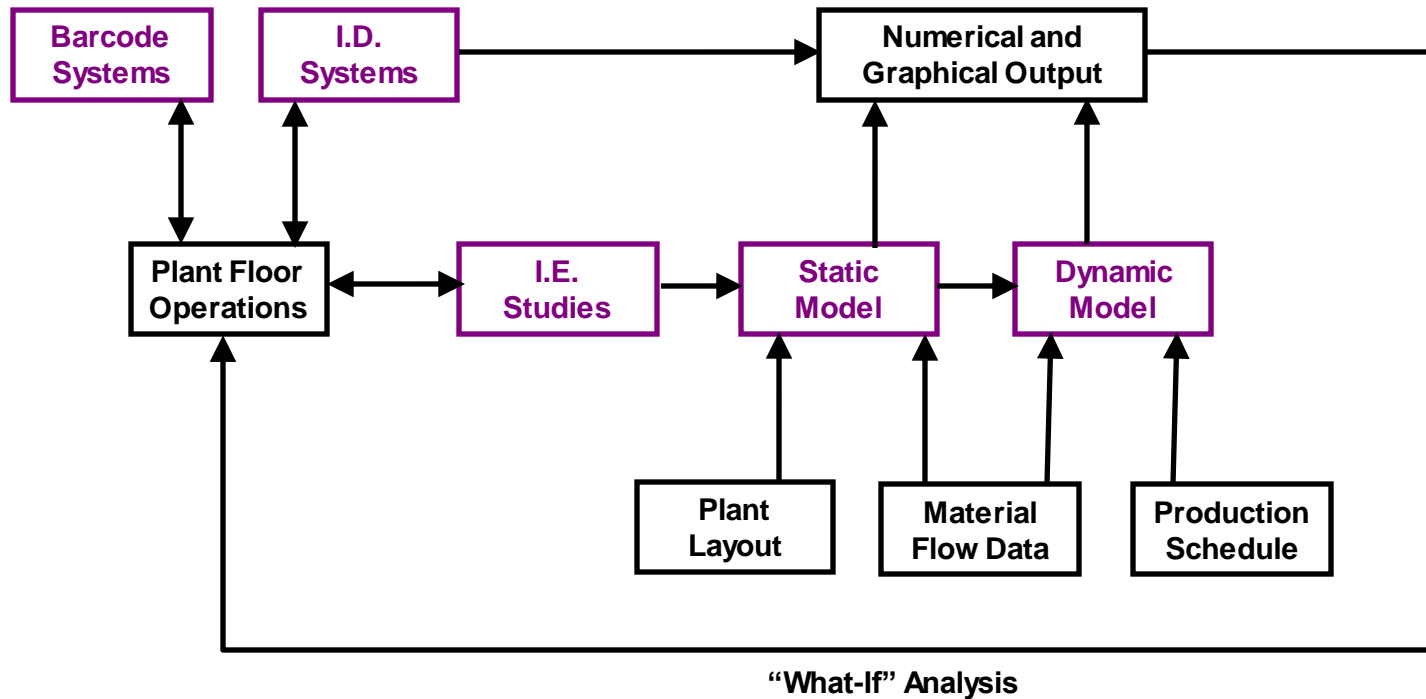 Barcode
Systems
I.D.
Systems
Numerical and
Graphical Output
Plant Floor
Operations
I.E.
Studies
Static
Model
Dynamic
Model
Plant
Layout
Material
Flow Data
Production
Schedule
“What-If” Analysis